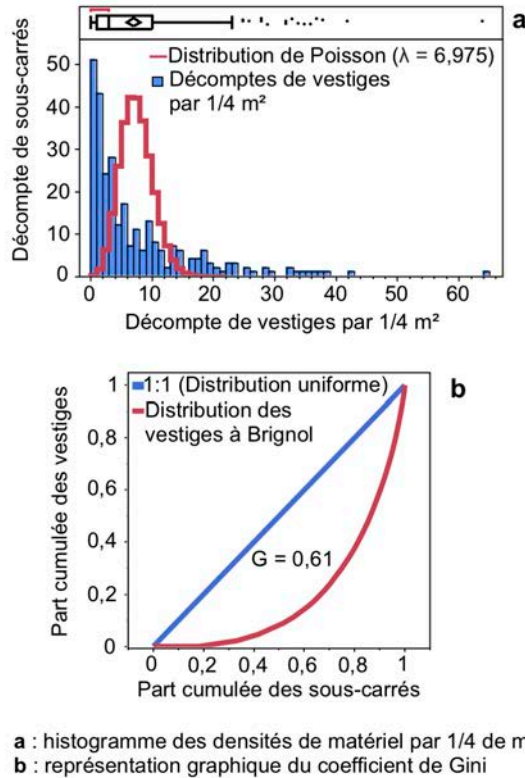 a
Distribution de Poisson (λ = 6,975)
Décomptes de vestiges
par 1/4 m²
Décompte de sous-carrés
50
40
30
20
10
0
0 20 40 60
Décompte de vestiges par 1/4 m²
b
1:1 (Distribution uniforme)
Distribution des
vestiges à Brignol
Part cumulée des vestiges
1
0,8
0,6
0,4
0,2
0
G = 0,61
0 0,2 0,4 0,6 0,8 1
Part cumulée des sous-carrés
a : histogramme des densités de matériel par 1/4 de m
b : représentation graphique du coefficient de Gini